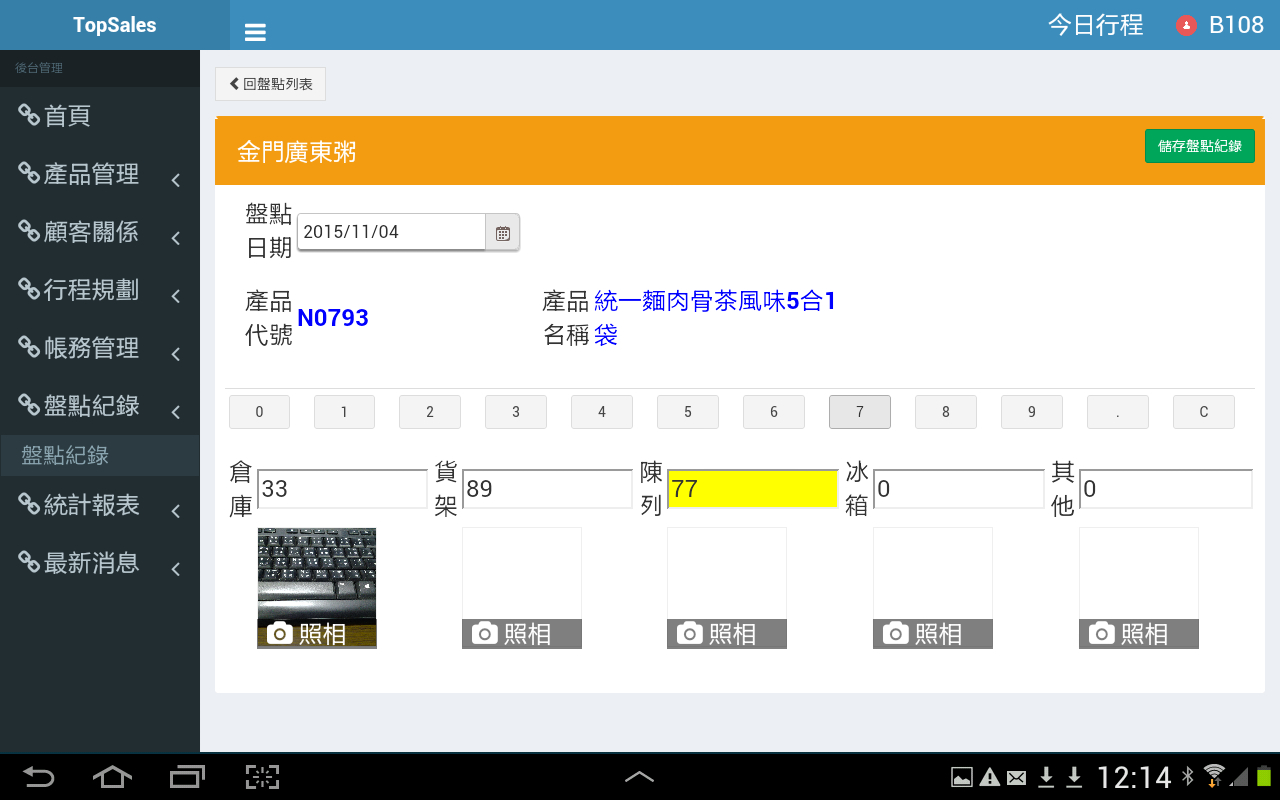 TopSales
今日行程
B108
後台管理
首頁
產品管理
顧客關係
行程規劃
帳務管理
盤點紀錄
盤點紀錄
統計報表
最新消息
回盤點列表
金門廣東粥
儲存盤點紀錄
盤點
日期
2015/11/04
產品
代號
N0793
產品
名稱
統一麵肉骨茶風味5合1
袋
0 1 2 3 4 5 6 7 8 9 . C
倉
庫
33
貨
架
89
陳
列
77
冰
箱
0
其
他
0
照相 照相 照相 照相 照相
12:14